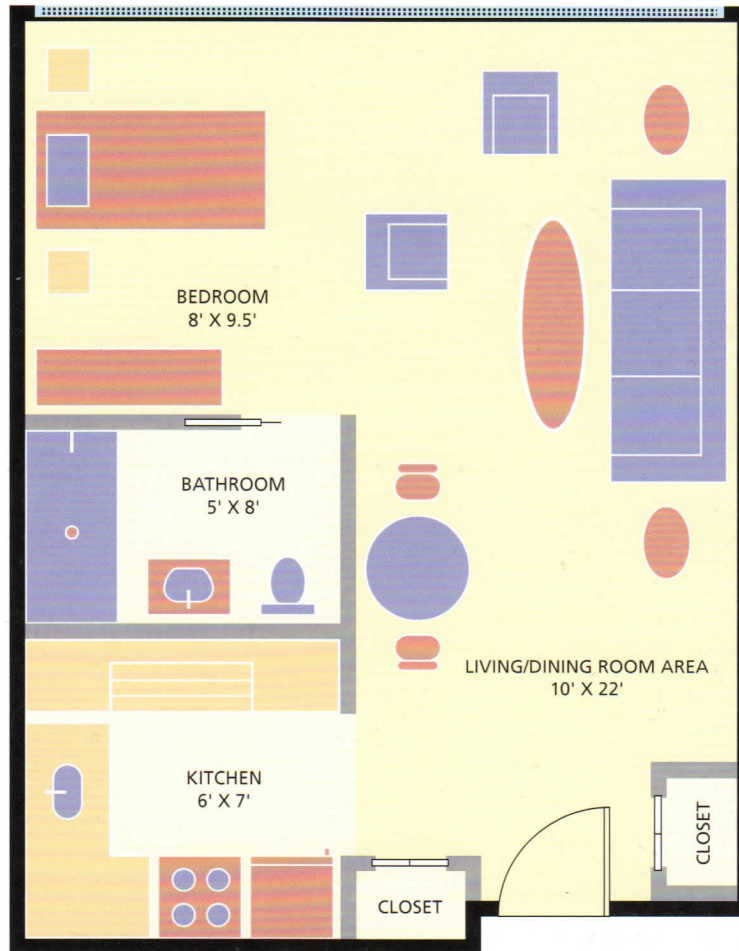 BEDROOM
8' X 9.5'
BATHROOM
5' X 8'
LIVING/DINING ROOM AREA
10' X 22'
KITCHEN
6' X 7'
CLOSET
CLOSET